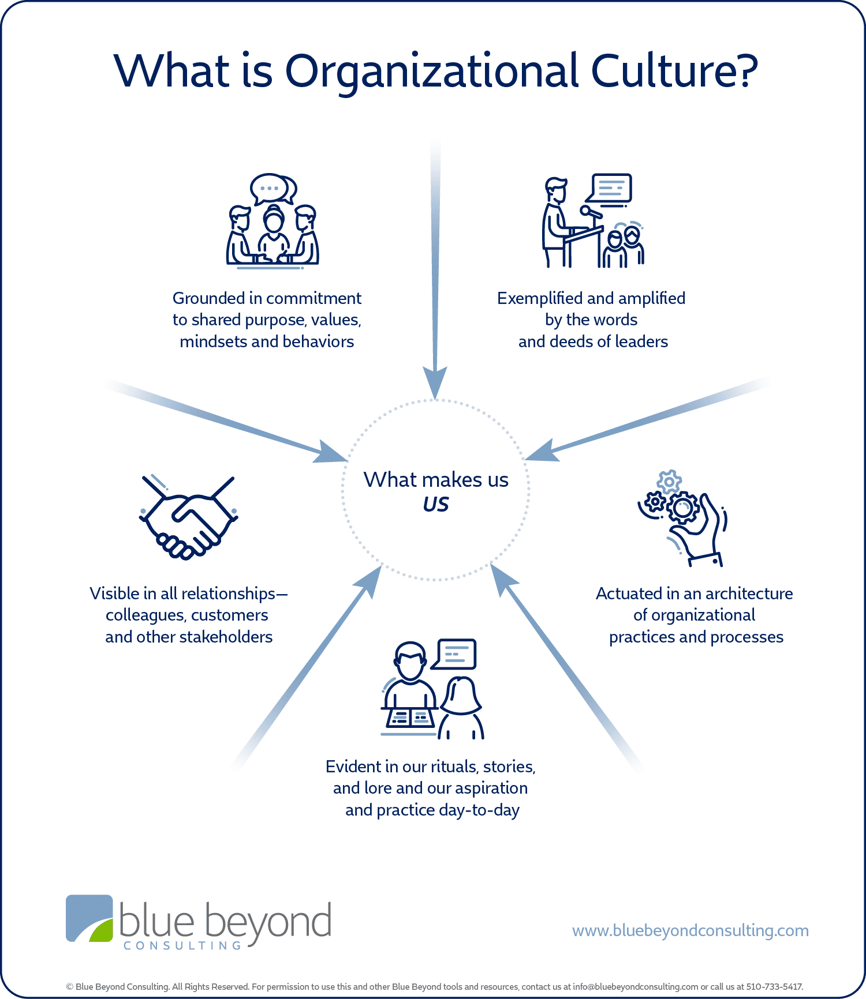 What is Organizational Culture?
Grounded in commitment
to shared purpose, values,
mindsets and behaviors
Exemplified and amplified
by the words
and deeds of leaders
What makes us
US
Visible in all relationships—
colleagues, customers
and other stakeholders
Actuated in an architecture
of organizational
practices and processes
Evident in our rituals, stories,
and lore and our aspiration
and practice day-to-day
blue beyond
CONSULTING
www.bluebeyondconsulting.com
© Blue Beyond Consulting. All Rights Reserved. For permission to use this and other Blue Beyond tools and resources, contact us at info@bluebeyondconsulting.com or call us at 510-733-5417.